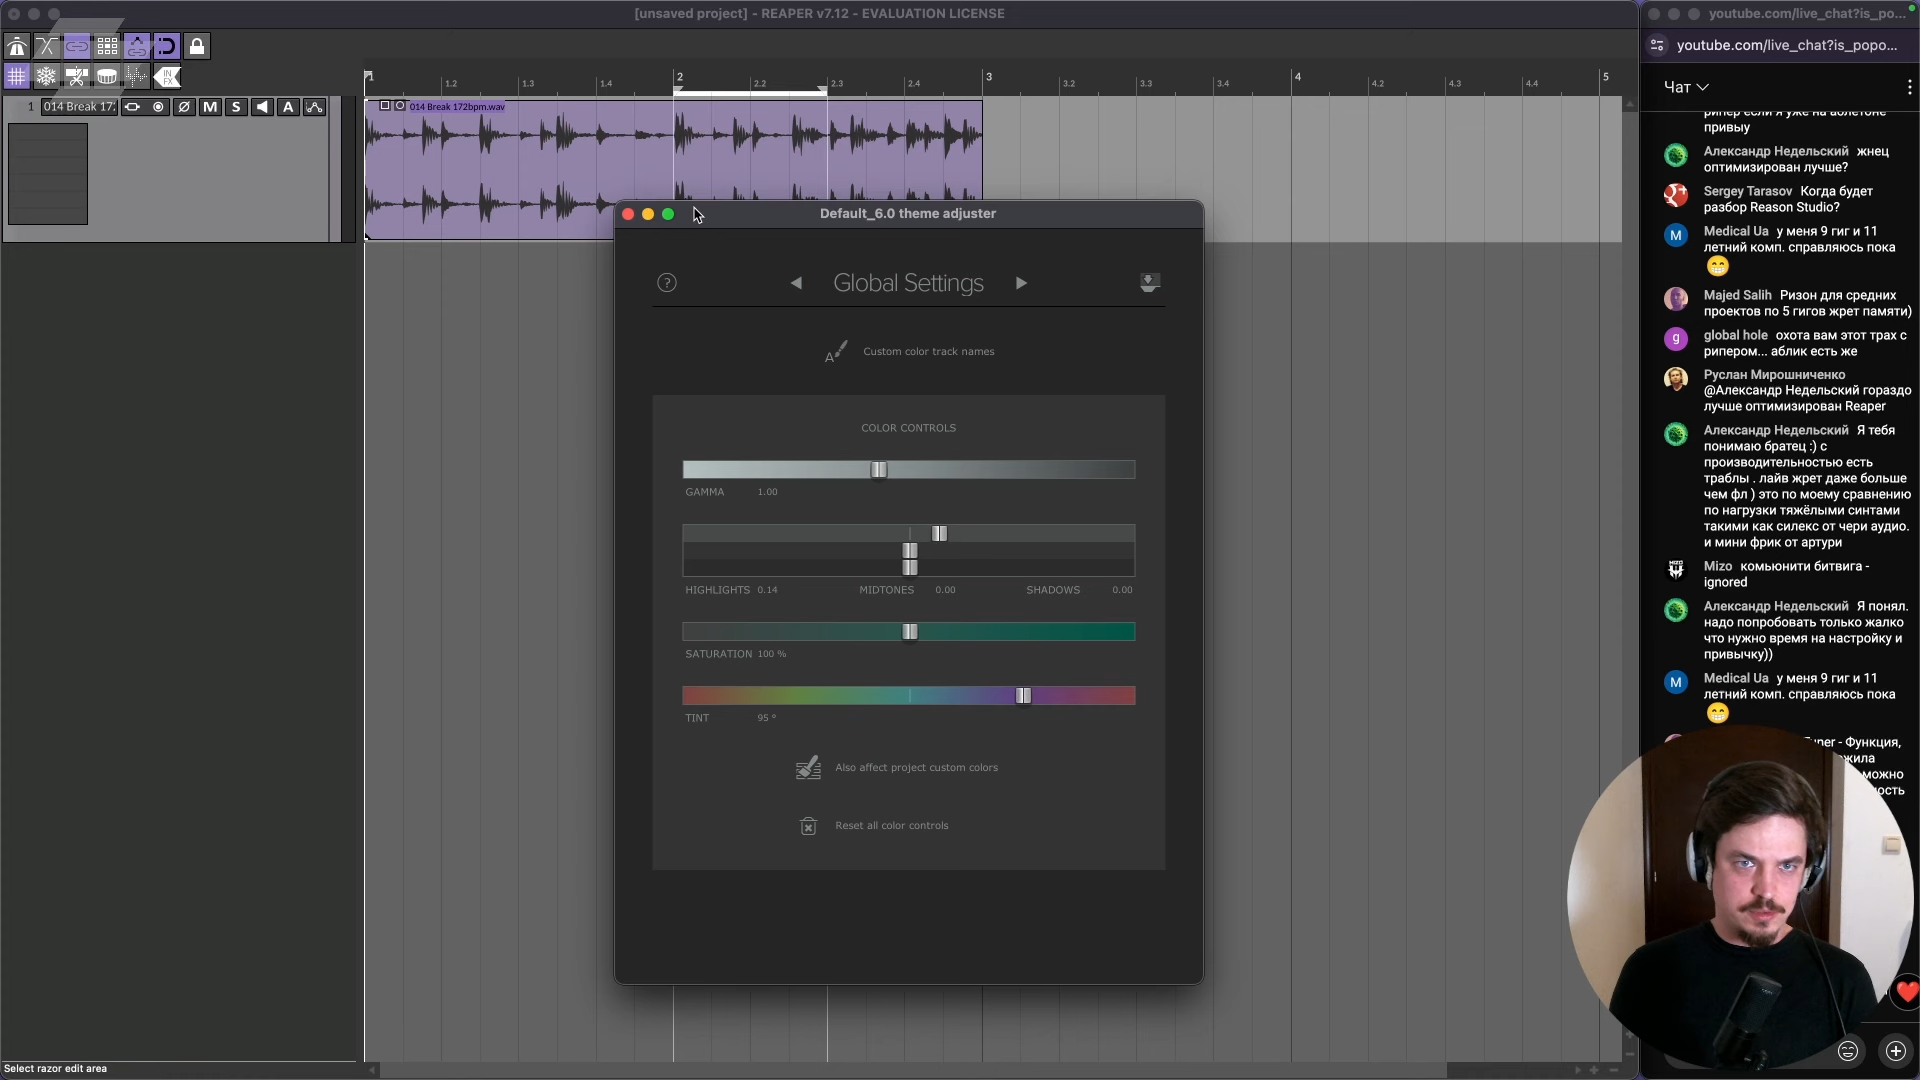 [unsaved project] - REAPER v7.12 - EVALUATION LICENSE
IN
FX
1.2 1.3 1.4 2 2.2 2.3 2.4 3 3.2 3.3 3.4 4 4.2 4.3 4.4 5
1 014 Break 17 M S A
014 Break 172bpm.wav
Default_6.0 theme adjuster
? Global Settings
A Custom color track names
COLOR CONTROLS
GAMMA 1.00
HIGHLIGHTS 0.14 MIDTONES 0.00 SHADOWS 0.00
SATURATION 100 %
TINT 95 °
Also affect project custom colors
Reset all color controls
Select razor edit area
youtube.com/live_chat?is_po...
youtube.com/live_chat?is_popo...
Чат
рипер если я уже на аблетоне
привыу
Александр Недельский жнец
оптимизирован лучше?
Sergey Tarasov Когда будет
разбор Reason Studio?
M Medical Ua у меня 9 гиг и 11
летний комп. справляюсь пока
Majed Salih Ризон для средних
проектов по 5 гигов жрет памяти)
g global hole охота вам этот трах с
рипером... аблик есть же
Руслан Мирошниченко
@Александр Недельский гораздо
лучше оптимизирован Reaper
Александр Недельский Я тебя
понимаю братец :) с
производительностью есть
траблы . лайв жрет даже больше
чем фл ) это по моему сравнению
по нагрузки тяжёлыми синтами
такими как силекс от чери аудио.
и мини фрик от артури
Mizo комьюнити битвига -
ignored
Александр Недельский Я понял.
надо попробовать только жалко
что нужно время на настройку и
привычку))
M Medical Ua у меня 9 гиг и 11
летний комп. справляюсь пока
- Функция,